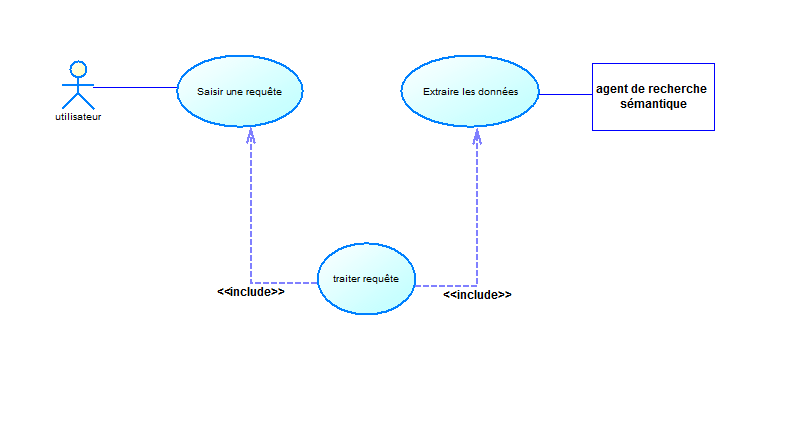 Saisir une requête
Extraire les données
agent de recherche
sémantique
utilisateur
traiter requête
<<include>>
<<include>>